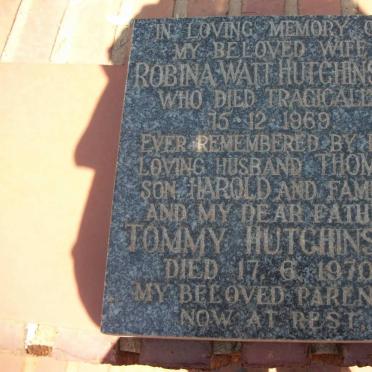 IN LOVING MEMORY O
MY BELOVED WIFE
ROBINA WATT HUTCHINS
WHO DIED TRAGICALL
15-12-1969
EVER REMEMBERED BY H
LOVING HUSBAND THOM
SON HAROLD AND FAM
AND MY DEAR FATH
TOMMY HUTCHINS
DIED 17.6.1970
MY BELOVED PAREN
NOW AT REST.